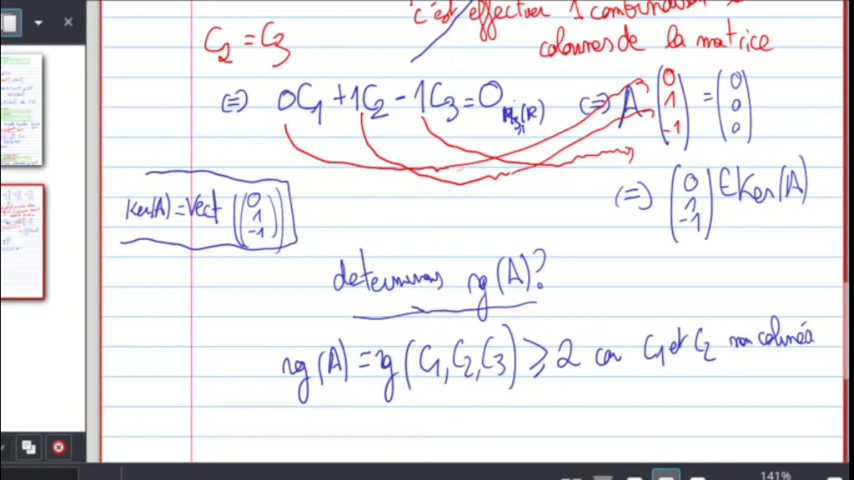 c'est effectuer 1 combinaison
colonnes de la matrice
C₂ = C₃
⇔ 0C₁ + 1C₂ - 1C₃ = 0 ⇔ A (0 1 -1) = (0 0 0)
⇔ (0 1 -1) ∈ Ker(A)
Ker(A) = Vect ((0 1 -1))
determinons rg(A)?
rg(A) = rg(C₁, C₂, C₃) ≥ 2 car C₁ et C₂ non colinéa
141%